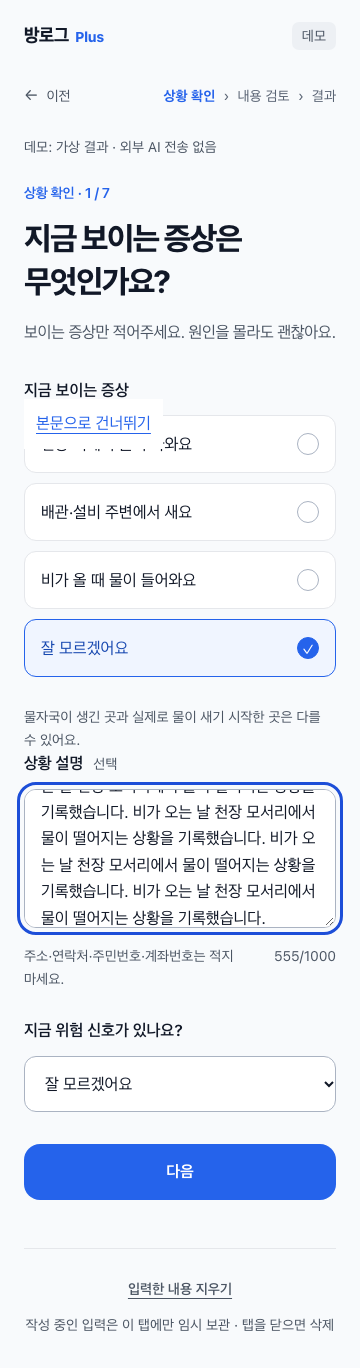 방로그 Plus
데모
← 이전
상황 확인 › 내용 검토 › 결과
데모: 가상 결과 · 외부 AI 전송 없음
상황 확인 · 1 / 7
지금 보이는 증상은
무엇인가요?
보이는 증상만 적어주세요. 원인을 몰라도 괜찮아요.
지금 보이는 증상
본문으로 건너뛰기
와요
배관·설비 주변에서 새요
비가 올 때 물이 들어와요
잘 모르겠어요
물자국이 생긴 곳과 실제로 물이 새기 시작한 곳은 다를
수 있어요.
상황 설명 선택
기록했습니다. 비가 오는 날 천장 모서리에서
물이 떨어지는 상황을 기록했습니다. 비가 오
는 날 천장 모서리에서 물이 떨어지는 상황을
기록했습니다. 비가 오는 날 천장 모서리에서
물이 떨어지는 상황을 기록했습니다.
주소·연락처·주민번호·계좌번호는 적지
마세요.
555/1000
지금 위험 신호가 있나요?
잘 모르겠어요
다음
입력한 내용 지우기
작성 중인 입력은 이 탭에만 임시 보관 · 탭을 닫으면 삭제